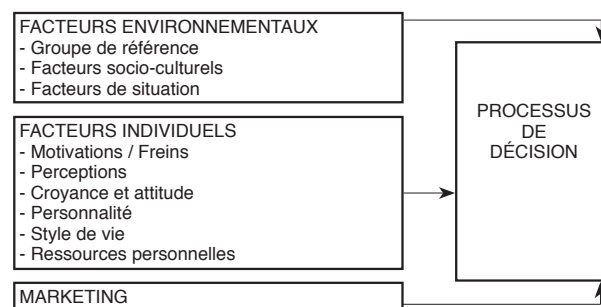 FACTEURS ENVIRONNEMENTAUX
- Groupe de référence
- Facteurs socio-culturels
- Facteurs de situation
FACTEURS INDIVIDUELS
- Motivations / Freins
- Perceptions
- Croyance et attitude
- Personnalité
- Style de vie
- Ressources personnelles
MARKETING
PROCESSUS
DE
DÉCISION